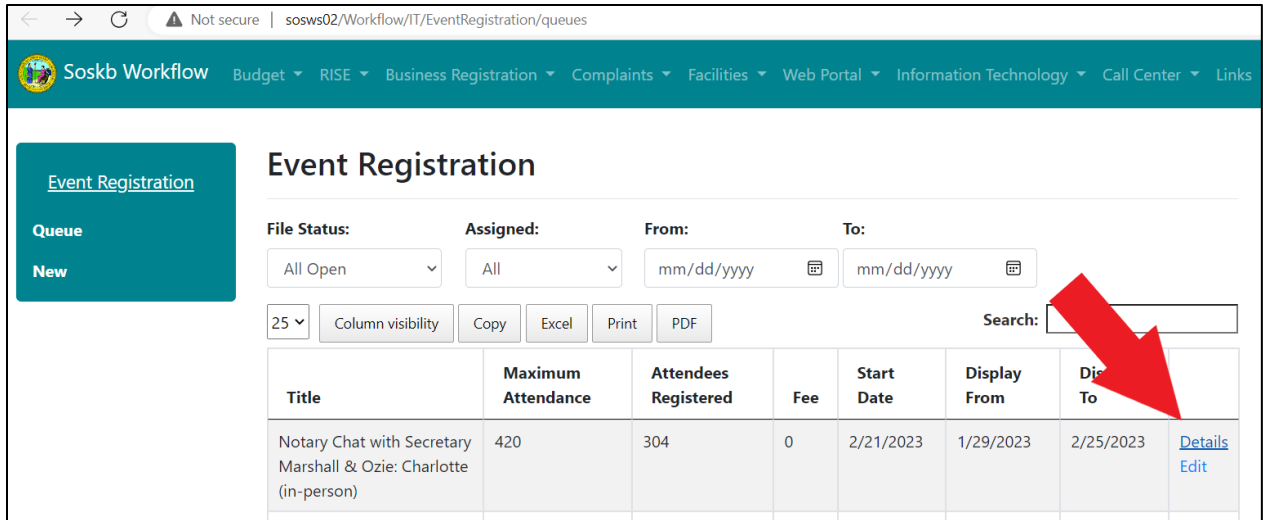 Not secure | sosws02/Workflow/IT/EventRegistration/queues
Soskb Workflow Budget RISE Business Registration Complaints Facilities Web Portal Information Technology Call Center Links
Event Registration
Queue
New
Event Registration
File Status: Assigned: From: To:
All Open All mm/dd/yyyy mm/dd/yyyy
25 Column visibility Copy Excel Print PDF Search:
Title Maximum Attendance Attendees Registered Fee Start Date Display From To
Notary Chat with Secretary 420 304 0 2/21/2023 1/29/2023 2/25/2023 Details
Marshall & Ozie: Charlotte Edit
(in-person)